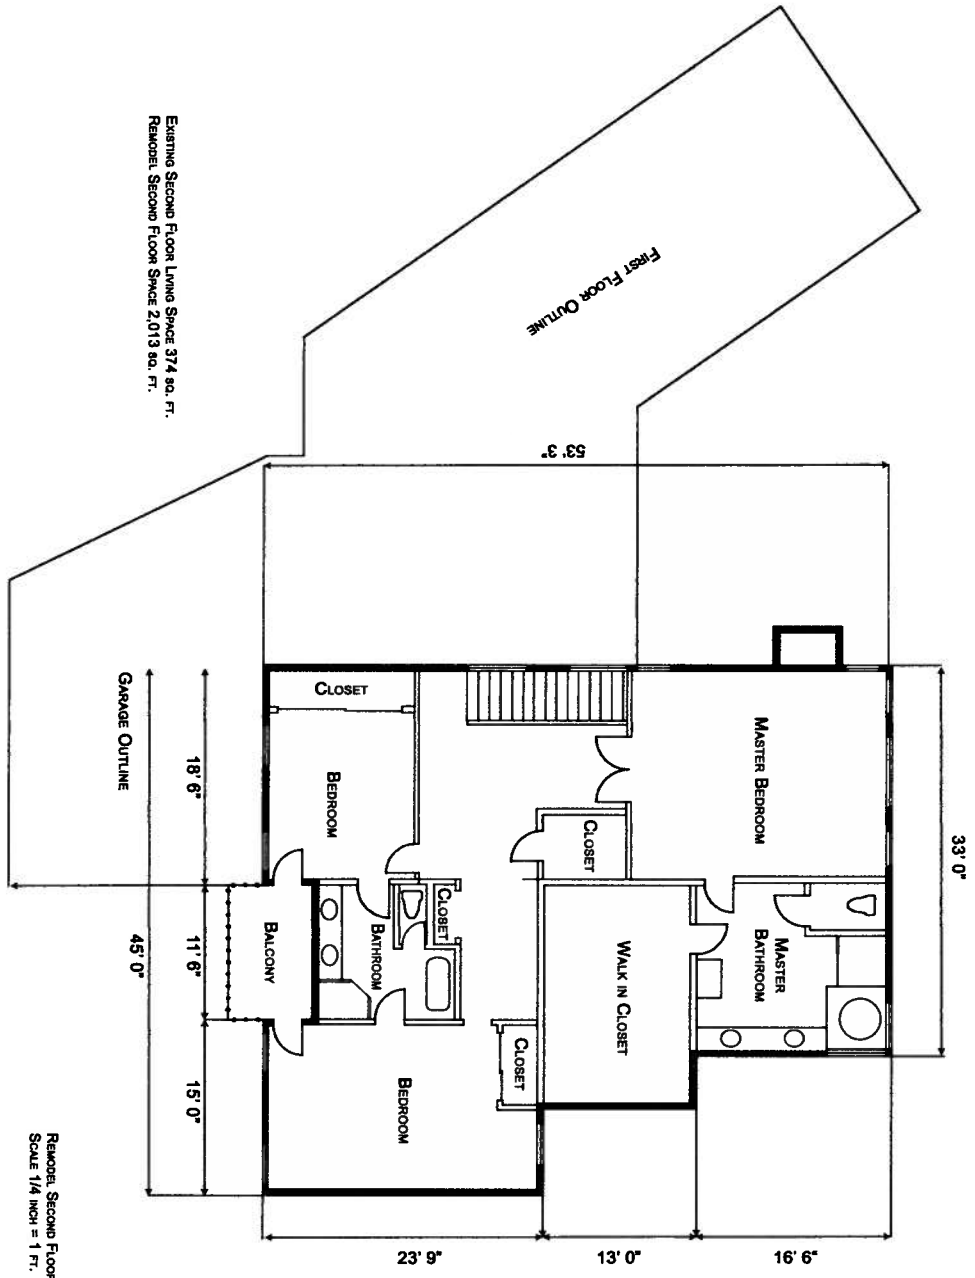 33' 0"
53' 3"
FIRST FLOOR OUTLINE
EXISTING SECOND FLOOR LIVING SPACE 374 SQ. FT.
REMODEL SECOND FLOOR SPACE 2,013 SQ. FT.
MASTER BEDROOM
MASTER
BATHROOM
16' 6"
CLOSET
WALK IN CLOSET
13' 0"
CLOSET
CLOSET
CLOSET
BEDROOM
BATHROOM
BEDROOM
23' 9"
BALCONY
18' 6"
11' 6"
15' 0"
45' 0"
GARAGE OUTLINE
REMODEL SECOND FLOOR
SCALE 1/4 INCH = 1 FT.